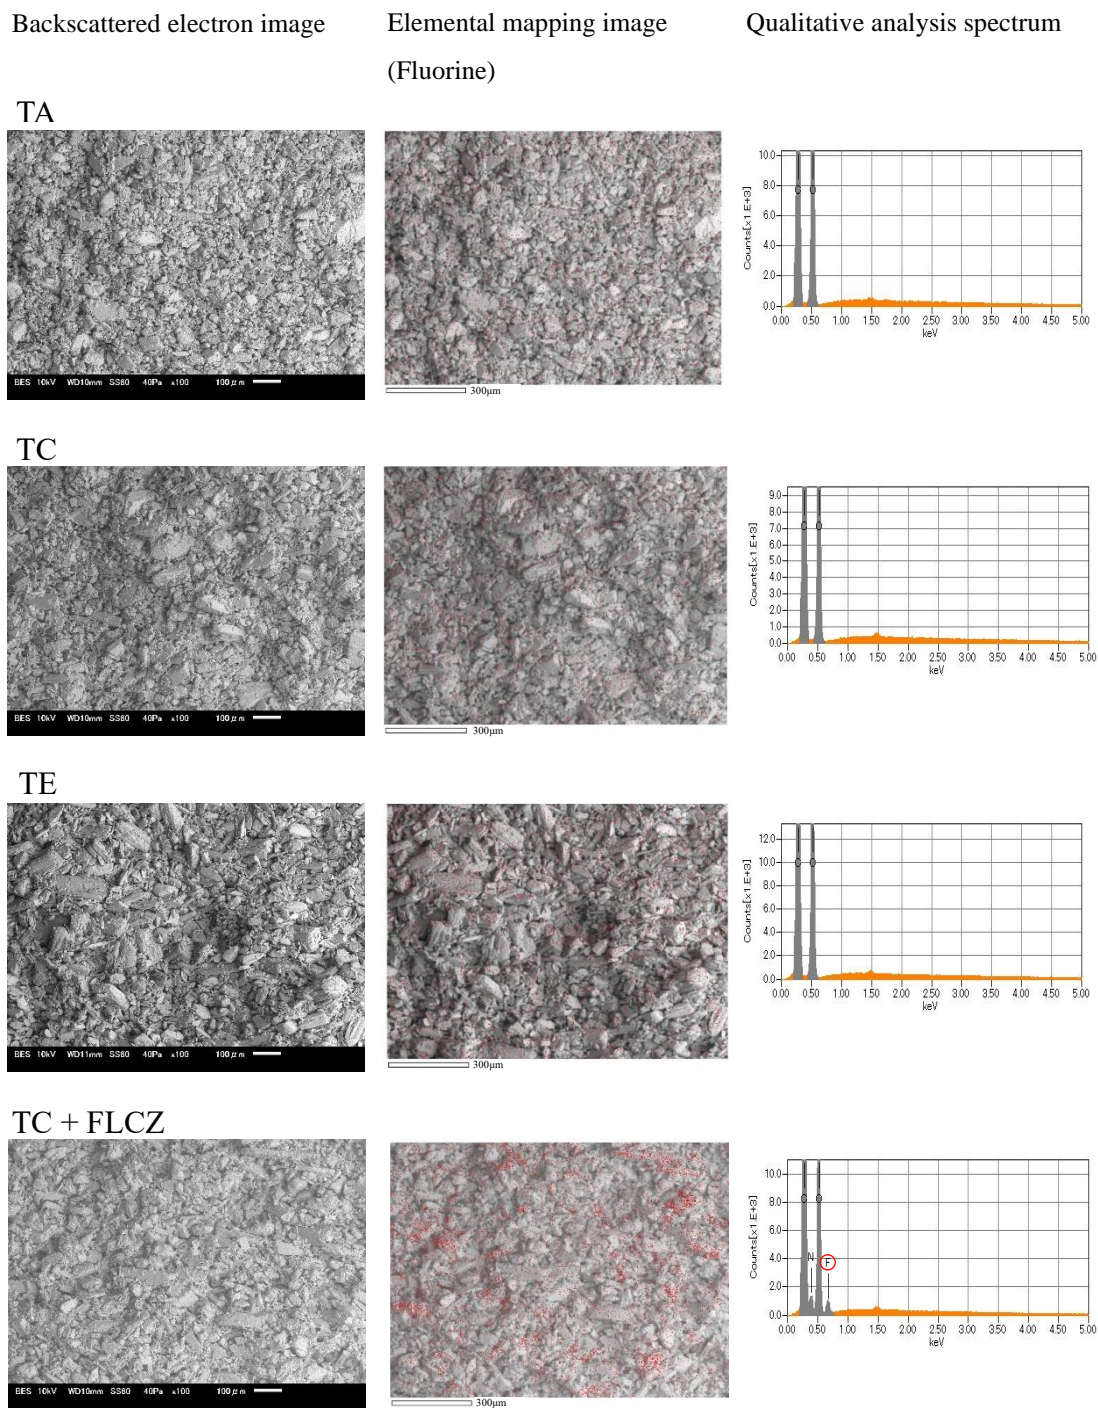 Backscattered electron image
Elemental mapping image
(Fluorine)
Qualitative analysis spectrum
TA
BES 10kV WD10mm SS60 40Pa x100 100μm
300μm
Counts[x1.E+3]
10.0
8.0
6.0
4.0
2.0
0.0
C O
0.00 0.50 1.00 1.50 2.00 2.50 3.00 3.50 4.00 4.50 5.00
keV
TC
BES 10kV WD10mm SS60 40Pa x100 100μm
300μm
Counts[x1.E+3]
9.0
8.0
7.0
6.0
5.0
4.0
3.0
2.0
1.0
0.0
C O
0.00 0.50 1.00 1.50 2.00 2.50 3.00 3.50 4.00 4.50 5.00
keV
TE
BES 10kV WD11mm SS60 40Pa x100 100μm
300μm
Counts[x1.E+3]
12.0
10.0
8.0
6.0
4.0
2.0
0.0
C O
0.00 0.50 1.00 1.50 2.00 2.50 3.00 3.50 4.00 4.50 5.00
keV
TC + FLCZ
BES 10kV WD10mm SS60 40Pa x100 100μm
300μm
Counts[x1.E+3]
10.0
8.0
6.0
4.0
2.0
0.0
C O
N F
0.00 0.50 1.00 1.50 2.00 2.50 3.00 3.50 4.00 4.50 5.00
keV